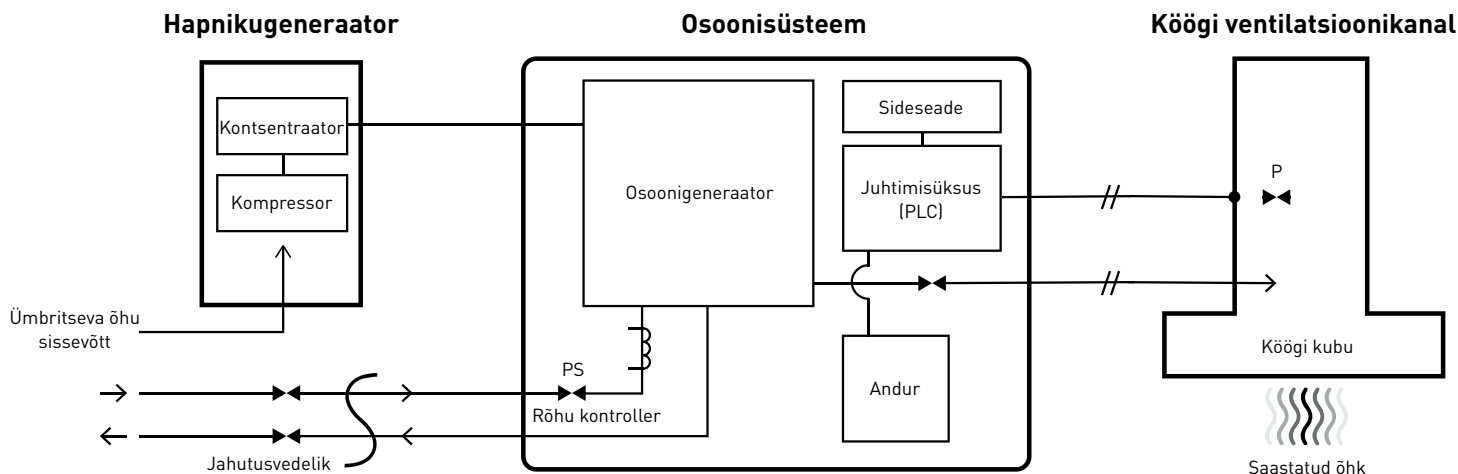 Hapnikugeneraator
Osoonisüsteem
Köögi ventilatsioonikanal
Kontsentraator
Kompressor
Ümbritseva õhu
sissevõtt
Osoonigeneraator
Sideseade
Juhtimisüksus
(PLC)
Andur
PS
Rõhu kontroller
Jahutusvedelik
P
Köögi kubu
Saastatud õhk